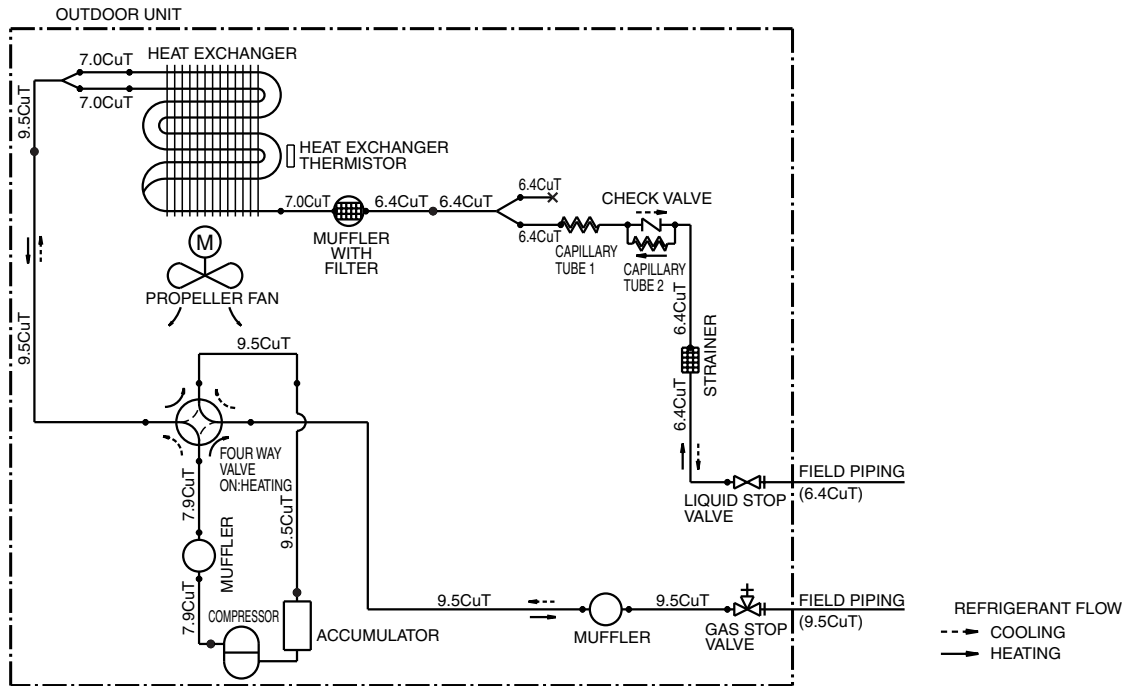 OUTDOOR UNIT
HEAT EXCHANGER
7.0CuT
7.0CuT
9.5CuT
HEAT EXCHANGER
THERMISTOR
7.0CuT
6.4CuT
6.4CuT
6.4CuT
6.4CuT
CHECK VALVE
MUFFLER
WITH
FILTER
CAPILLARY
TUBE 1
CAPILLARY
TUBE 2
M
PROPELLER FAN
9.5CuT
9.5CuT
6.4CuT
STRAINER
6.4CuT
FOUR WAY
VALVE
ON:HEATING
7.9CuT
9.5CuT
MUFFLER
7.9CuT
COMPRESSOR
ACCUMULATOR
LIQUID STOP
VALVE
FIELD PIPING
(6.4CuT)
9.5CuT
MUFFLER
9.5CuT
GAS STOP
VALVE
FIELD PIPING
(9.5CuT)
REFRIGERANT FLOW
COOLING
HEATING